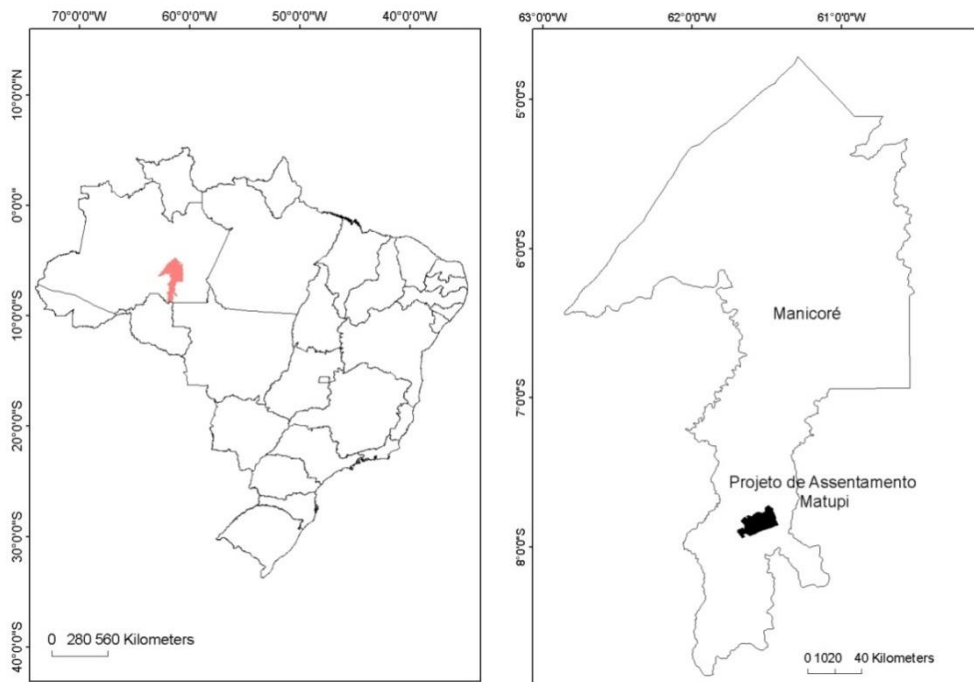 70°0'0"W 60°0'0"W 50°0'0"W 40°0'0"W
10°0'0"N
0°0'0"
10°0'0"S
20°0'0"S
30°0'0"S
40°0'0"S
0 280 560 Kilometers
63°0'0"W 62°0'0"W 61°0'0"W
5°0'0"S
6°0'0"S
7°0'0"S
8°0'0"S
Manicoré
Projeto de Assentamento
Matupi
0 1020 40 Kilometers